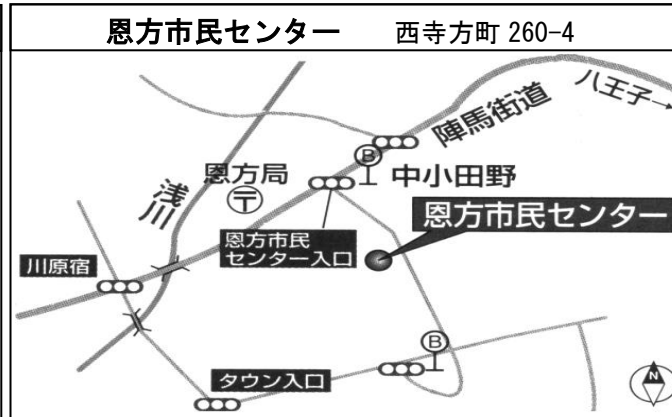 恩方市民センター 西寺方町 260-4
八王子→
陣馬街道
B
恩方局
〒
中小田野
浅川
恩方市民センター
恩方市民
センター入口
川原宿
B
タウン入口
N